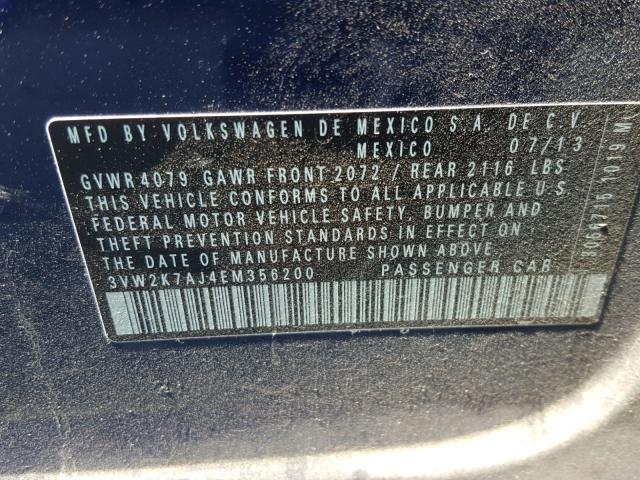 MFD BY VOLKSWAGEN DE MEXICO S.A. DE C.V.
MEXICO 07/13
GVWR 4079 GAWR FRONT 2072 / REAR 2116 LBS
THIS VEHICLE CONFORMS TO ALL APPLICABLE U S
FEDERAL MOTOR VEHICLE SAFETY, BUMPER AND
THEFT PREVENTION STANDARDS IN EFFECT ON
THE DATE OF MANUFACTURE SHOWN ABOVE
3VW2K7AJ4EM356200 PASSENGER CAR